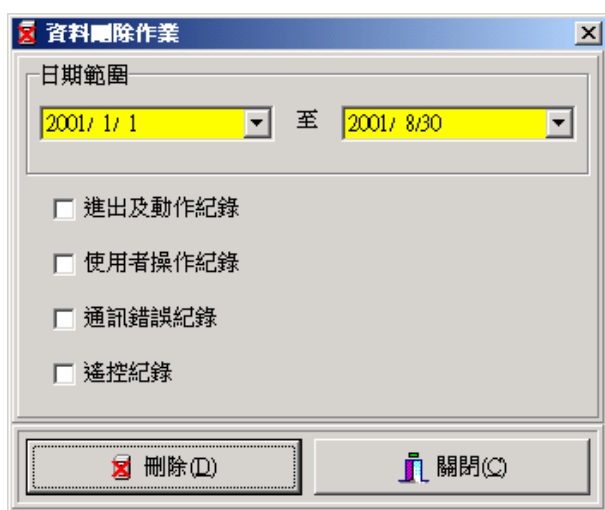 資料刪除作業
日期範圍
2001/ 1/ 1 至 2001/ 8/30
進出及動作紀錄
使用者操作紀錄
通訊錯誤紀錄
遙控紀錄
刪除(D) 關閉(C)